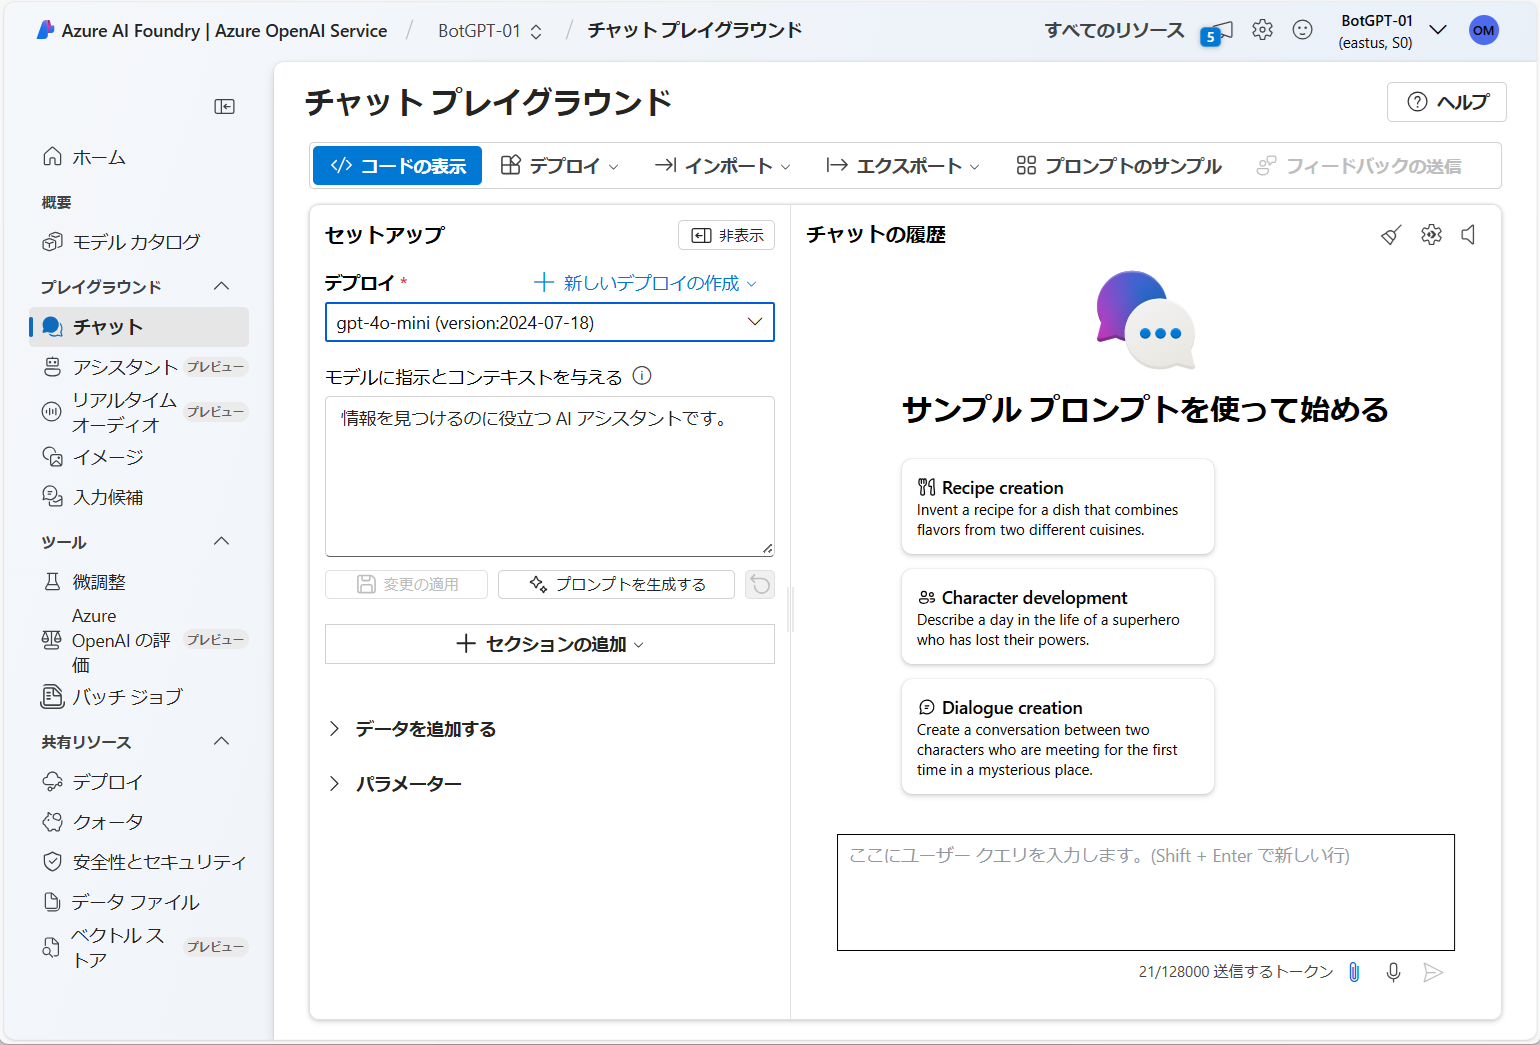 Azure AI Foundry | Azure OpenAI Service / BotGPT-01 / チャット プレイグラウンド
すべてのリソース 5
BotGPT-01
(eastus, S0)
OM
ホーム
概要
モデル カタログ
プレイグラウンド
チャット
アシスタント プレビュー
リアルタイム
オーディオ
プレビュー
イメージ
入力候補
ツール
微調整
Azure
OpenAI の評
価
プレビュー
バッチ ジョブ
共有リソース
デプロイ
クォータ
安全性とセキュリティ
データ ファイル
ベクトル ス
トア
プレビュー
チャット プレイグラウンド
ヘルプ
コードの表示 デプロイ インポート エクスポート プロンプトのサンプル フィードバックの送信
セットアップ
非表示
デプロイ *
新しいデプロイの作成
gpt-4o-mini (version:2024-07-18)
モデルに指示とコンテキストを与える
情報を見つけるのに役立つ AI アシスタントです。
変更の適用 プロンプトを生成する
セクションの追加
データを追加する
パラメーター
チャットの履歴
サンプル プロンプトを使って始める
Recipe creation
Invent a recipe for a dish that combines
flavors from two different cuisines.
Character development
Describe a day in the life of a superhero
who has lost their powers.
Dialogue creation
Create a conversation between two
characters who are meeting for the first
time in a mysterious place.
ここにユーザー クエリを入力します。(Shift + Enter で新しい行)
21/128000 送信するトークン